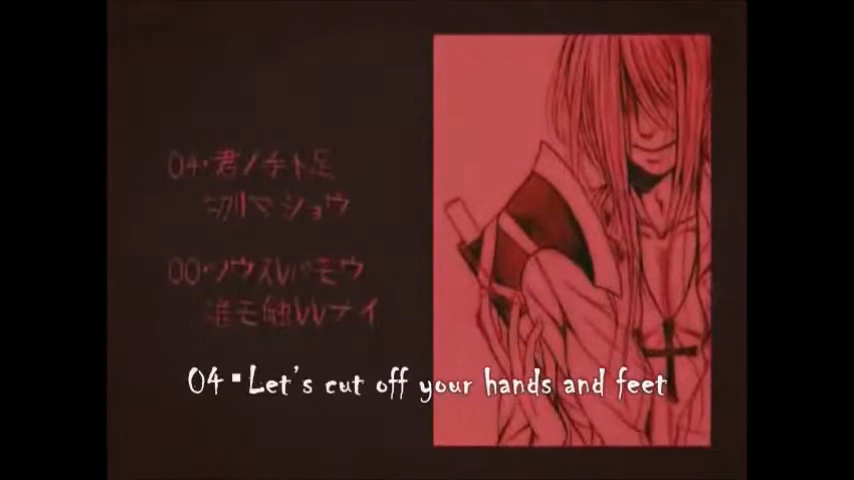 04・君ノ手ト足
切リマショウ
00・ソウスレバモウ
誰モ触レレナイ
04▪Let's cut off your hands and feet